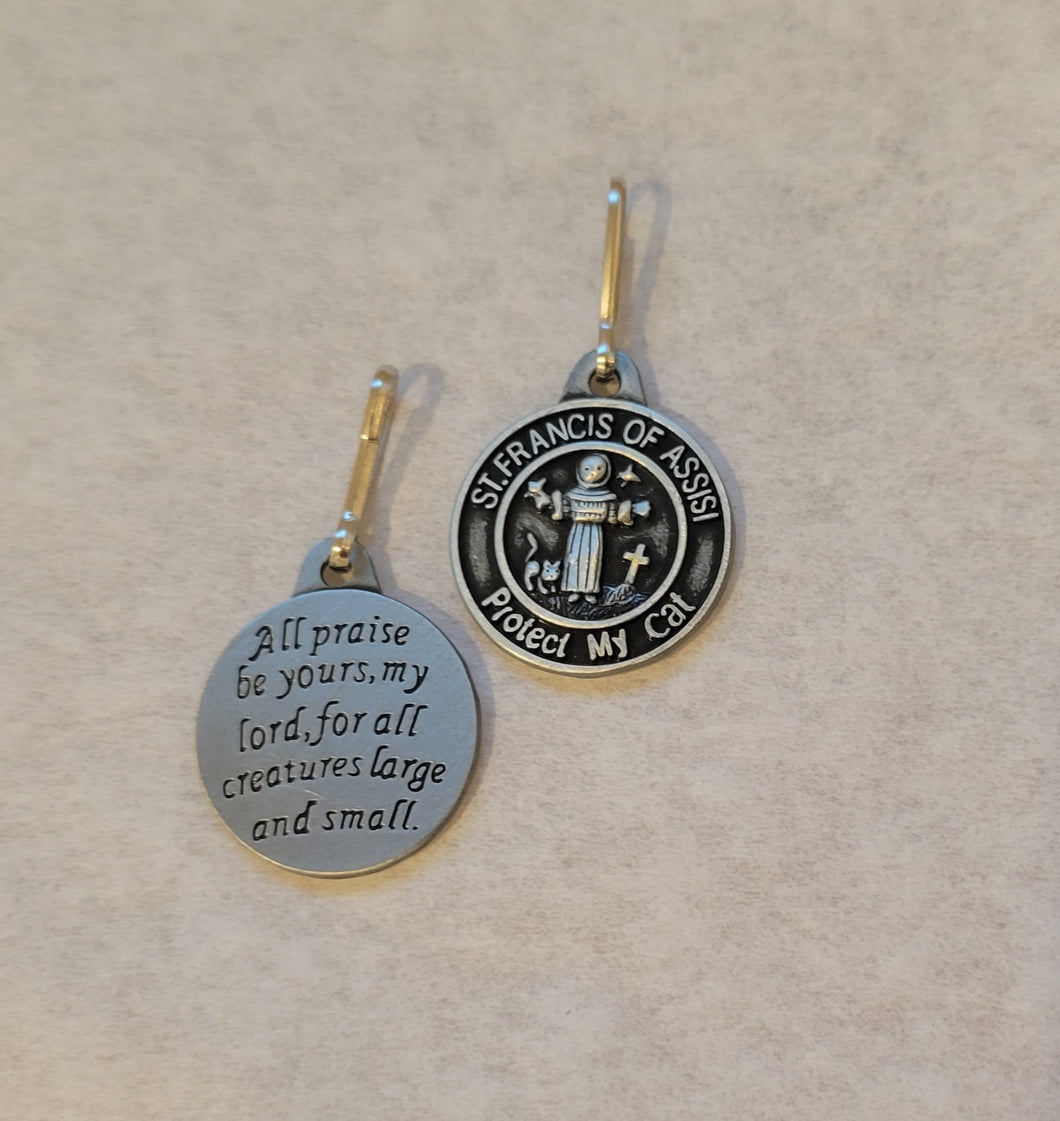 All praise
be yours, my
lord, for all
creatures large
and small.
ST. FRANCIS OF ASSISI
Protect My Cat